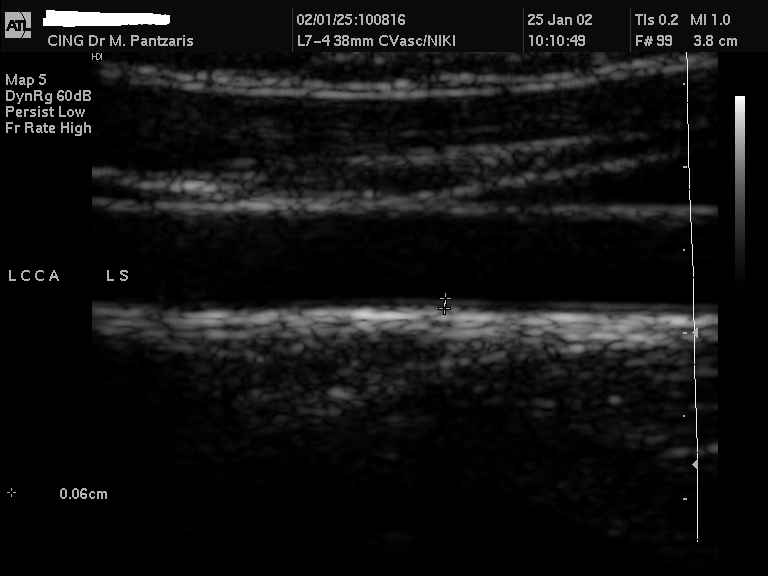 ATL
CING Dr M. Pantzaris
02/01/25:100816
L7-4 38mm CVasc/NIKI
25 Jan 02
10:10:49
TIs 0.2 MI 1.0
F# 99 3.8 cm
HDI
Map 5
DynRg 60dB
Persist Low
Fr Rate High
LCCA LS
0.06cm